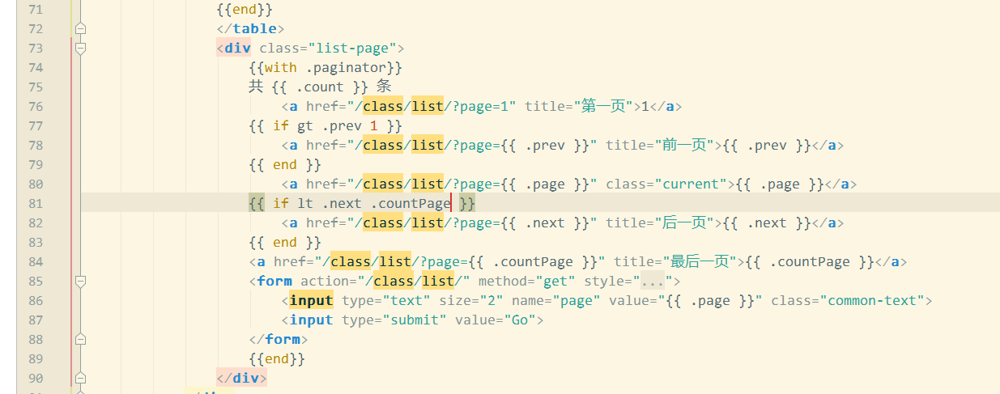 71 {{end}}
72 </table>
73 <div class="list-page">
74 {{with .paginator}}
75 共 {{ .count }} 条
76 <a href="/class/list/?page=1" title="第一页">1</a>
77 {{ if gt .prev 1 }}
78 <a href="/class/list/?page={{ .prev }}" title="前一页">{{ .prev }}</a>
79 {{ end }}
80 <a href="/class/list/?page={{ .page }}" class="current">{{ .page }}</a>
81 {{ if lt .next .countPage }}
82 <a href="/class/list/?page={{ .next }}" title="后一页">{{ .next }}</a>
83 {{ end }}
84 <a href="/class/list/?page={{ .countPage }}" title="最后一页">{{ .countPage }}</a>
85 <form action="/class/list/" method="get" style="...">
86 <input type="text" size="2" name="page" value="{{ .page }}" class="common-text">
87 <input type="submit" value="Go">
88 </form>
89 {{end}}
90 </div>